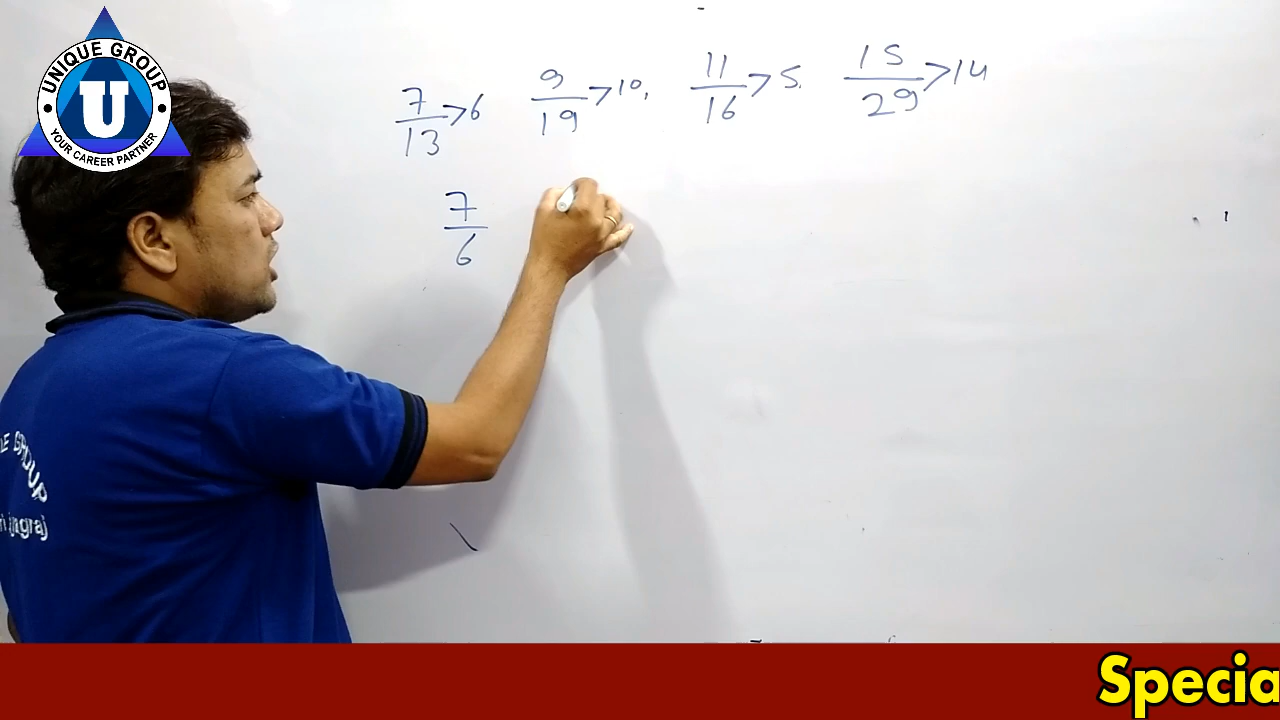 UNIQUE GROUP
U
YOUR CAREER PARTNER
7/13 > 6 9/19 > 10, 11/16 > 5. 15/29 > 14
7/6
GROUP
Specia